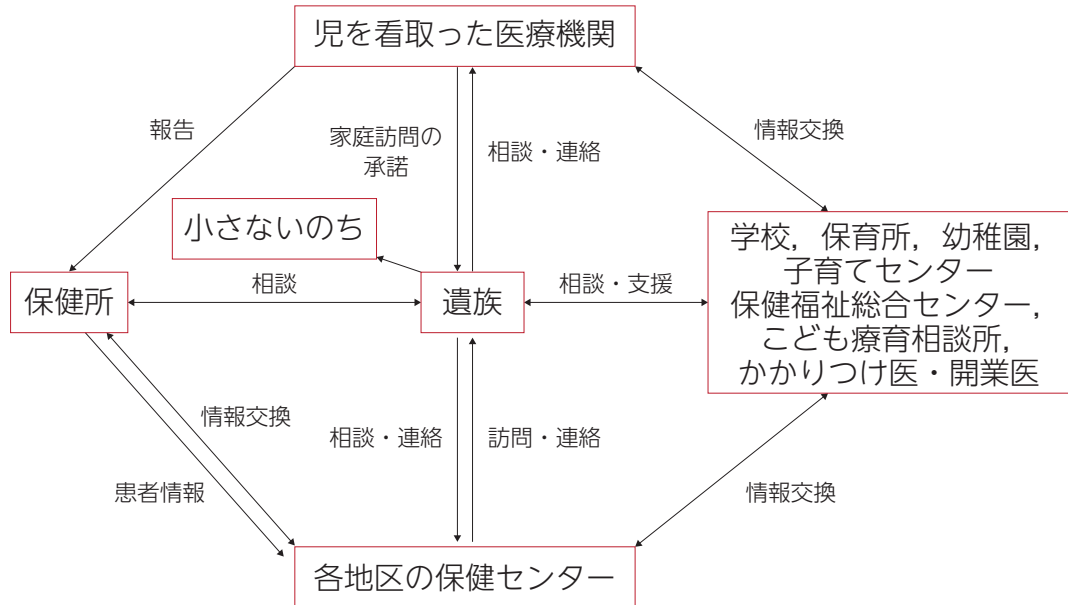 児を看取った医療機関
報告
家庭訪問の
承諾
相談・連絡
情報交換
小さないのち
学校，保育所，幼稚園，
子育てセンター
保健福祉総合センター，
こども療育相談所，
かかりつけ医・開業医
保健所
相談
遺族
相談・支援
情報交換
患者情報
相談・連絡
訪問・連絡
情報交換
各地区の保健センター